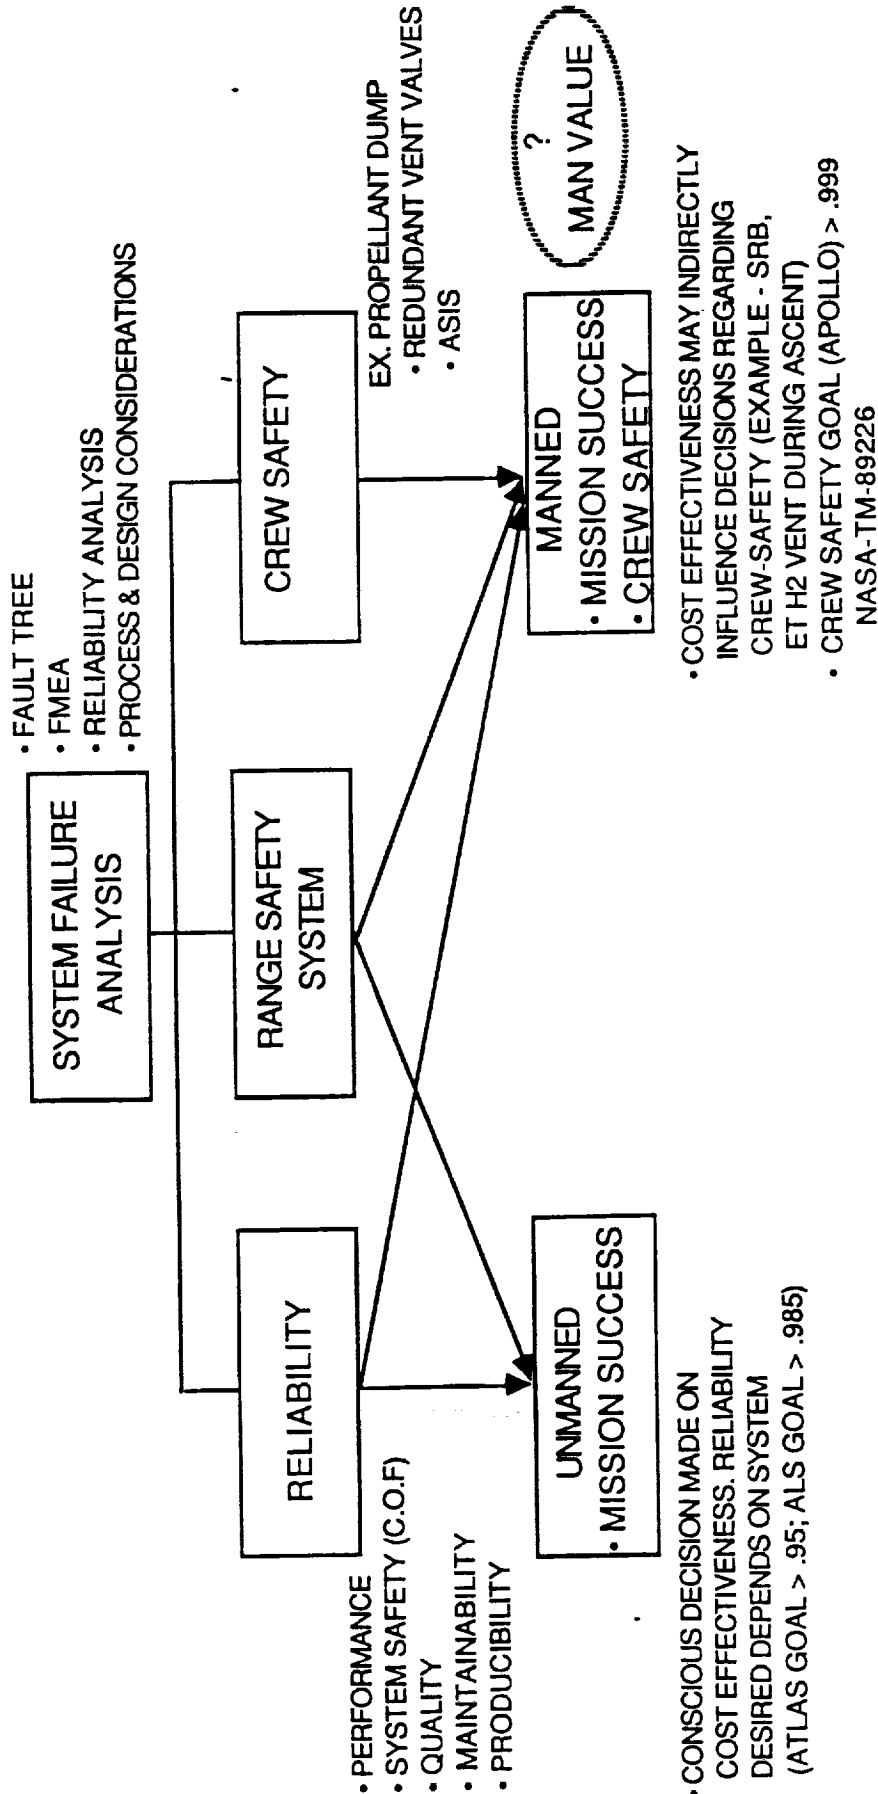 • FAULT TREE
• FMEA
• RELIABILITY ANALYSIS
• PROCESS & DESIGN CONSIDERATIONS
SYSTEM FAILURE
ANALYSIS
RELIABILITY
RANGE SAFETY
SYSTEM
CREW SAFETY
• PERFORMANCE
• SYSTEM SAFETY (C.O.F)
• QUALITY
• MAINTAINABILITY
• PRODUCIBILITY
EX. PROPELLANT DUMP
• REDUNDANT VENT VALVES
• ASIS
UNMANNED
• MISSION SUCCESS
MANNED
• MISSION SUCCESS
• CREW SAFETY
?
MAN VALUE
• CONSCIOUS DECISION MADE ON
COST EFFECTIVENESS. RELIABILITY
DESIRED DEPENDS ON SYSTEM
(ATLAS GOAL > .95; ALS GOAL > .985)
• COST EFFECTIVENESS MAY INDIRECTLY
INFLUENCE DECISIONS REGARDING
CREW-SAFETY (EXAMPLE - SRB,
ET H2 VENT DURING ASCENT)
• CREW SAFETY GOAL (APOLLO) > .999
NASA-TM-89226